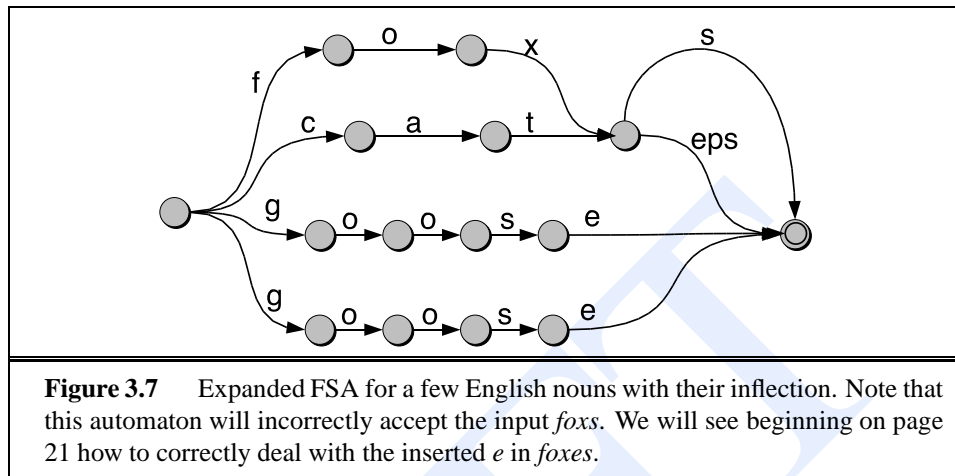 o x s
f
c a t
eps
g o o s e
g o o s e
Figure 3.7 Expanded FSA for a few English nouns with their inflection. Note that
this automaton will incorrectly accept the input foxs. We will see beginning on page
21 how to correctly deal with the inserted e in foxes.